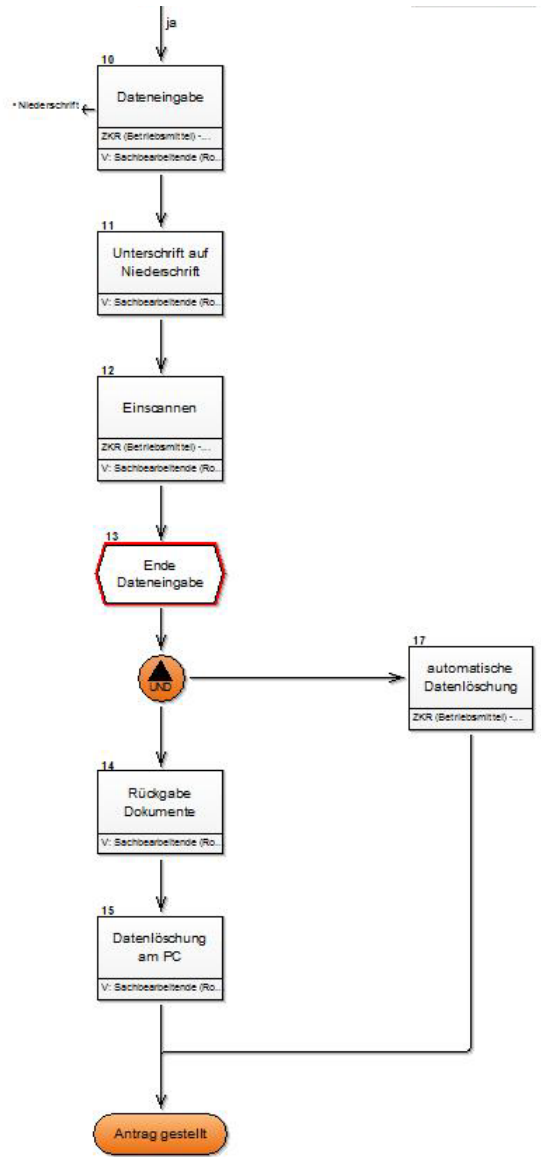 ja
10
Dateneingabe
• Niederschrift
ZKR (Betriebsmittel) -...
V: Sachbearbeitende (Ro...
11
Unterschrift auf
Niederschrift
V: Sachbearbeitende (Ro...
12
Einscannen
ZKR (Betriebsmittel) -...
V: Sachbearbeitende (Ro...
13
Ende
Dateneingabe
UND
17
automatische
Datenlöschung
ZKR (Betriebsmittel) -...
14
Rückgabe
Dokumente
V: Sachbearbeitende (Ro...
15
Datenlöschung
am PC
V: Sachbearbeitende (Ro...
Antrag gestellt